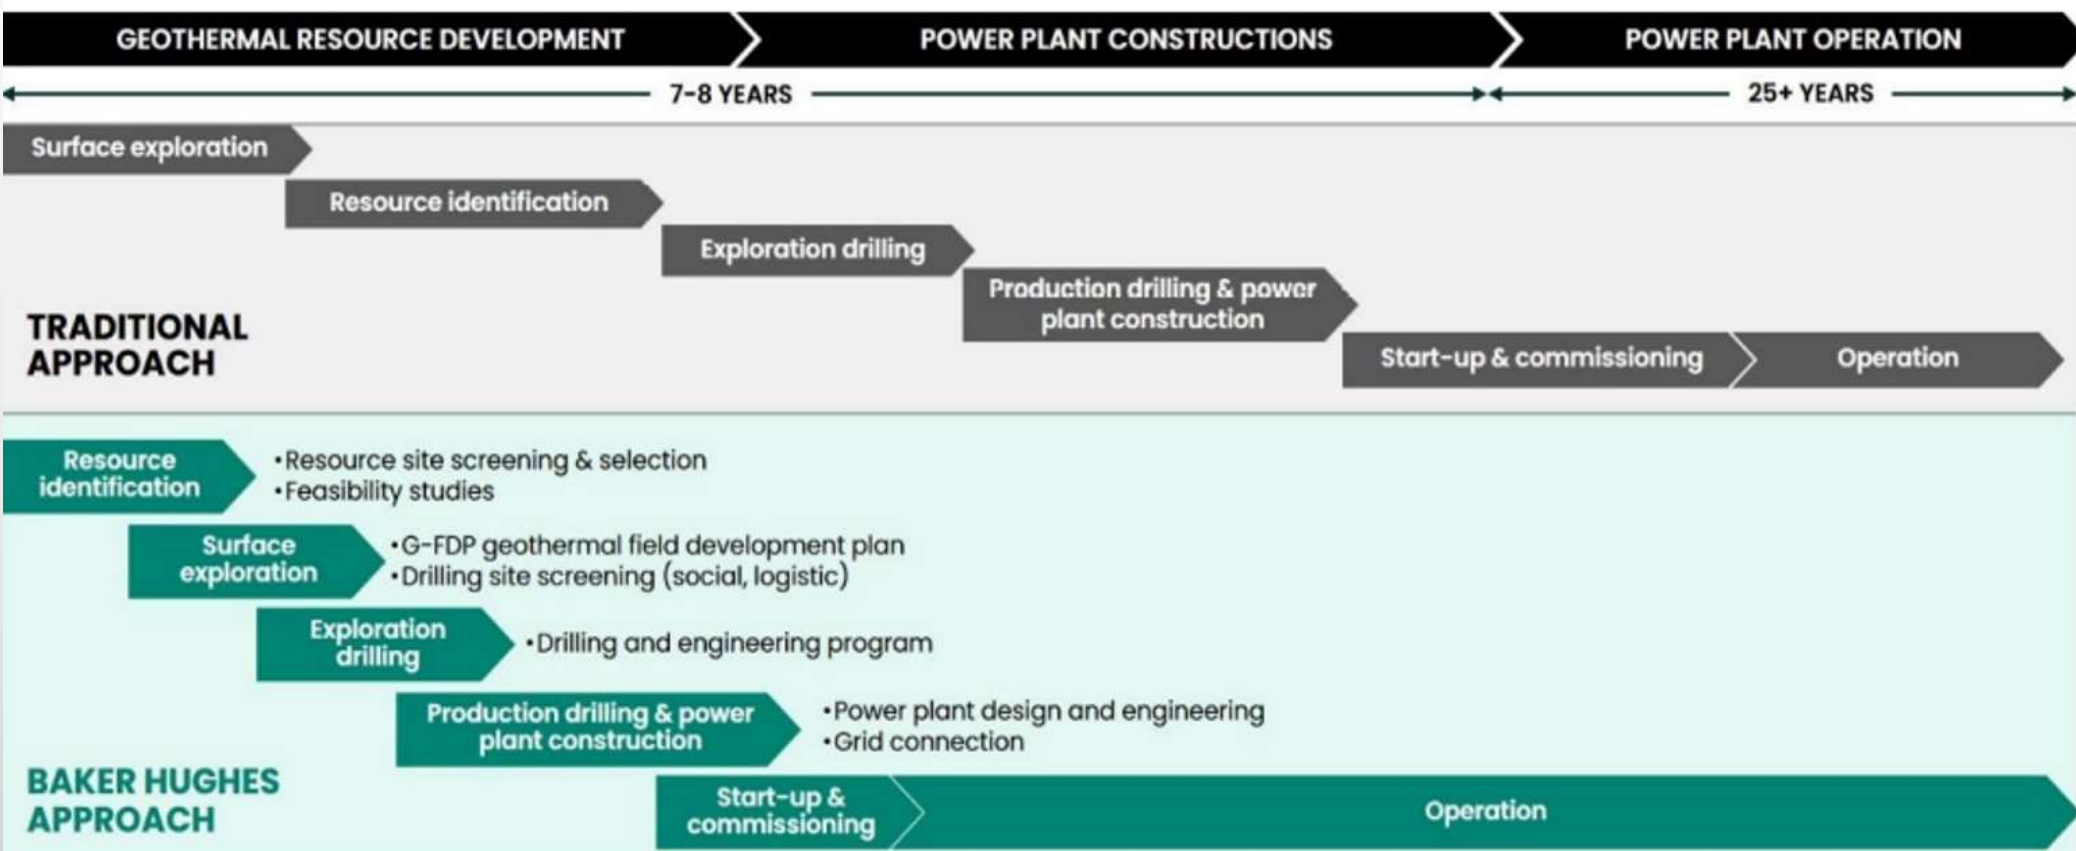 GEOTHERMAL RESOURCE DEVELOPMENT
POWER PLANT CONSTRUCTIONS
POWER PLANT OPERATION
7-8 YEARS
25+ YEARS
Surface exploration
Resource identification
Exploration drilling
Production drilling & power
plant construction
Start-up & commissioning
Operation
TRADITIONAL
APPROACH
Resource
identification
•Resource site screening & selection
•Feasibility studies
Surface
exploration
•G-FDP geothermal field development plan
•Drilling site screening (social, logistic)
Exploration
drilling
•Drilling and engineering program
Production drilling & power
plant construction
•Power plant design and engineering
•Grid connection
Start-up &
commissioning
Operation
BAKER HUGHES
APPROACH